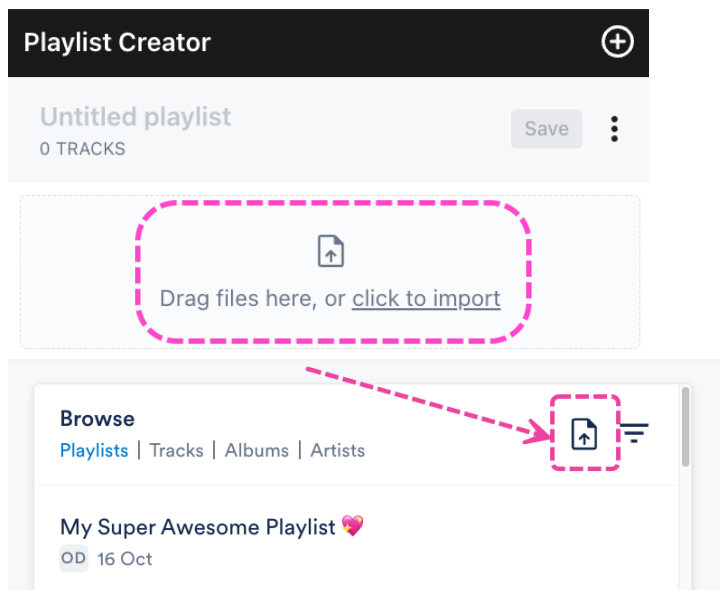 Playlist Creator
Untitled playlist
Save
0 TRACKS
Drag files here, or click to import
Browse
Playlists | Tracks | Albums | Artists
My Super Awesome Playlist 💖
OD 16 Oct